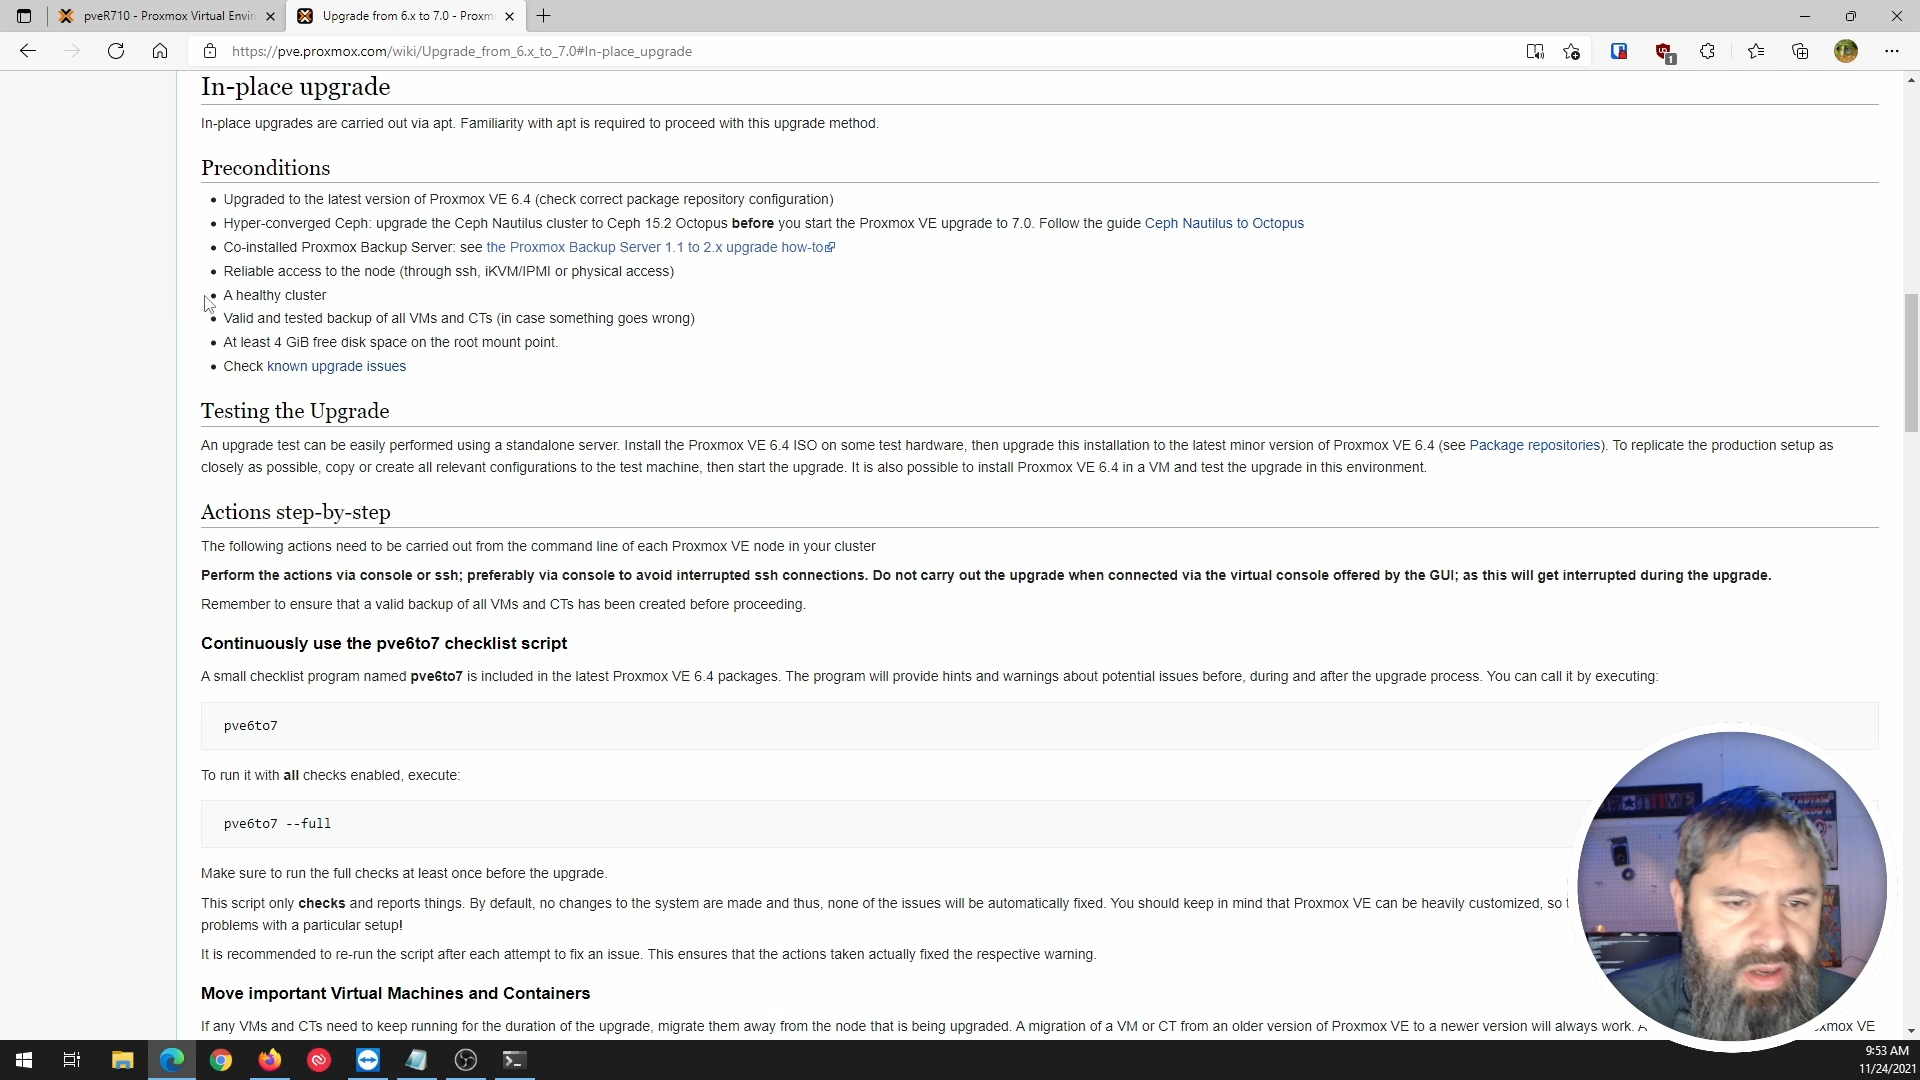 pveR710 - Proxmox Virtual Envir
Upgrade from 6.x to 7.0 - Proxm
https://pve.proxmox.com/wiki/Upgrade_from_6.x_to_7.0#In-place_upgrade
1
In-place upgrade
In-place upgrades are carried out via apt. Familiarity with apt is required to proceed with this upgrade method.
Preconditions
Upgraded to the latest version of Proxmox VE 6.4 (check correct package repository configuration)
Hyper-converged Ceph: upgrade the Ceph Nautilus cluster to Ceph 15.2 Octopus before you start the Proxmox VE upgrade to 7.0. Follow the guide Ceph Nautilus to Octopus
Co-installed Proxmox Backup Server: see the Proxmox Backup Server 1.1 to 2.x upgrade how-to
Reliable access to the node (through ssh, iKVM/IPMI or physical access)
A healthy cluster
Valid and tested backup of all VMs and CTs (in case something goes wrong)
At least 4 GiB free disk space on the root mount point.
Check known upgrade issues
Testing the Upgrade
An upgrade test can be easily performed using a standalone server. Install the Proxmox VE 6.4 ISO on some test hardware, then upgrade this installation to the latest minor version of Proxmox VE 6.4 (see Package repositories). To replicate the production setup as
closely as possible, copy or create all relevant configurations to the test machine, then start the upgrade. It is also possible to install Proxmox VE 6.4 in a VM and test the upgrade in this environment.
Actions step-by-step
The following actions need to be carried out from the command line of each Proxmox VE node in your cluster
Perform the actions via console or ssh; preferably via console to avoid interrupted ssh connections. Do not carry out the upgrade when connected via the virtual console offered by the GUI; as this will get interrupted during the upgrade.
Remember to ensure that a valid backup of all VMs and CTs has been created before proceeding.
Continuously use the pve6to7 checklist script
A small checklist program named pve6to7 is included in the latest Proxmox VE 6.4 packages. The program will provide hints and warnings about potential issues before, during and after the upgrade process. You can call it by executing:
pve6to7
To run it with all checks enabled, execute:
pve6to7 --full
Make sure to run the full checks at least once before the upgrade.
This script only checks and reports things. By default, no changes to the system are made and thus, none of the issues will be automatically fixed. You should keep in mind that Proxmox VE can be heavily customized, so
problems with a particular setup!
It is recommended to re-run the script after each attempt to fix an issue. This ensures that the actions taken actually fixed the respective warning.
Move important Virtual Machines and Containers
If any VMs and CTs need to keep running for the duration of the upgrade, migrate them away from the node that is being upgraded. A migration of a VM or CT from an older version of Proxmox VE to a newer version will always work. A xmox VE
9:53 AM
11/24/2021